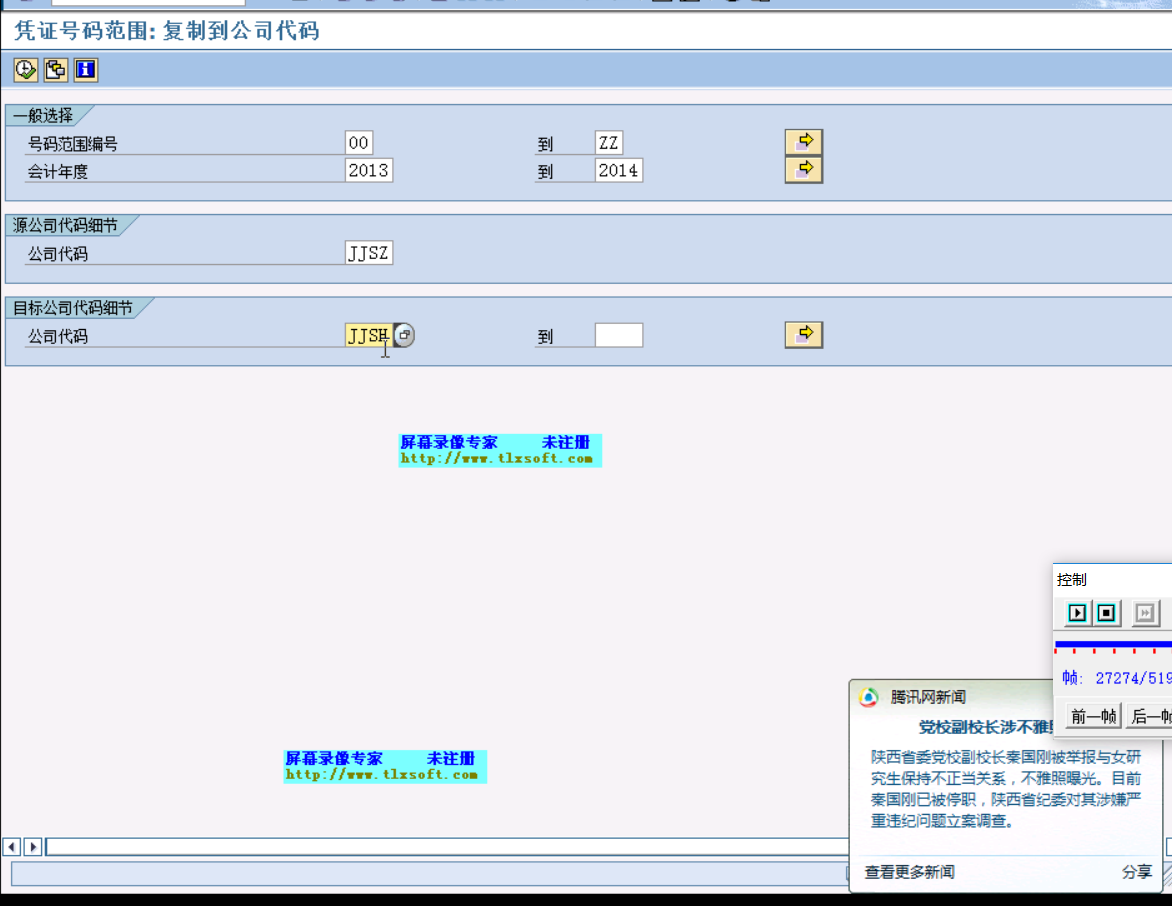 凭证号码范围: 复制到公司代码
一般选择
号码范围编号 00 到 ZZ
会计年度 2013 到 2014
源公司代码细节
公司代码 JJSZ
目标公司代码细节
公司代码 JJSH 到
屏幕录像专家 未注册
http://www.tlxsoft.com
控制
帧: 27274/519
前一帧 后一帧
腾讯网新闻
党校副校长涉不雅
陕西省委党校副校长秦国刚被举报与女研
究生保持不正当关系，不雅照曝光。目前
秦国刚已被停职，陕西省纪委对其涉嫌严
重违纪问题立案调查。
屏幕录像专家 未注册
http://www.tlxsoft.com
查看更多新闻 分享